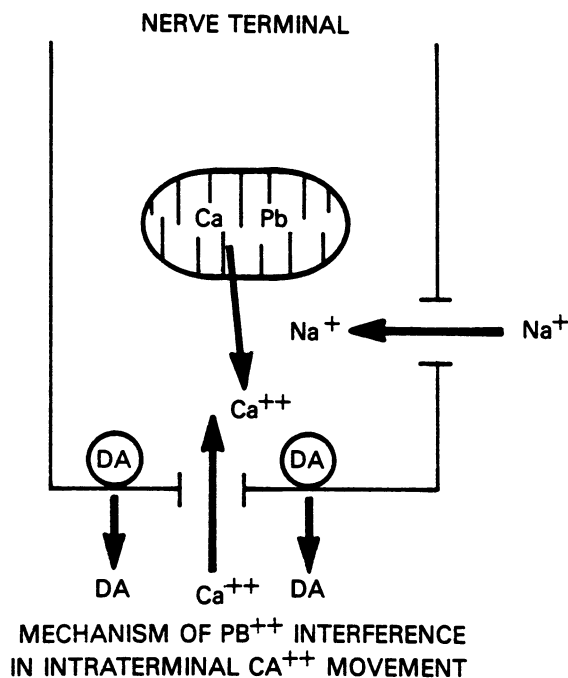 NERVE TERMINAL
Ca Pb
Na+ Na+
Ca++
DA DA
DA Ca++ DA
MECHANISM OF PB++ INTERFERENCE
IN INTRATERMINAL CA++ MOVEMENT